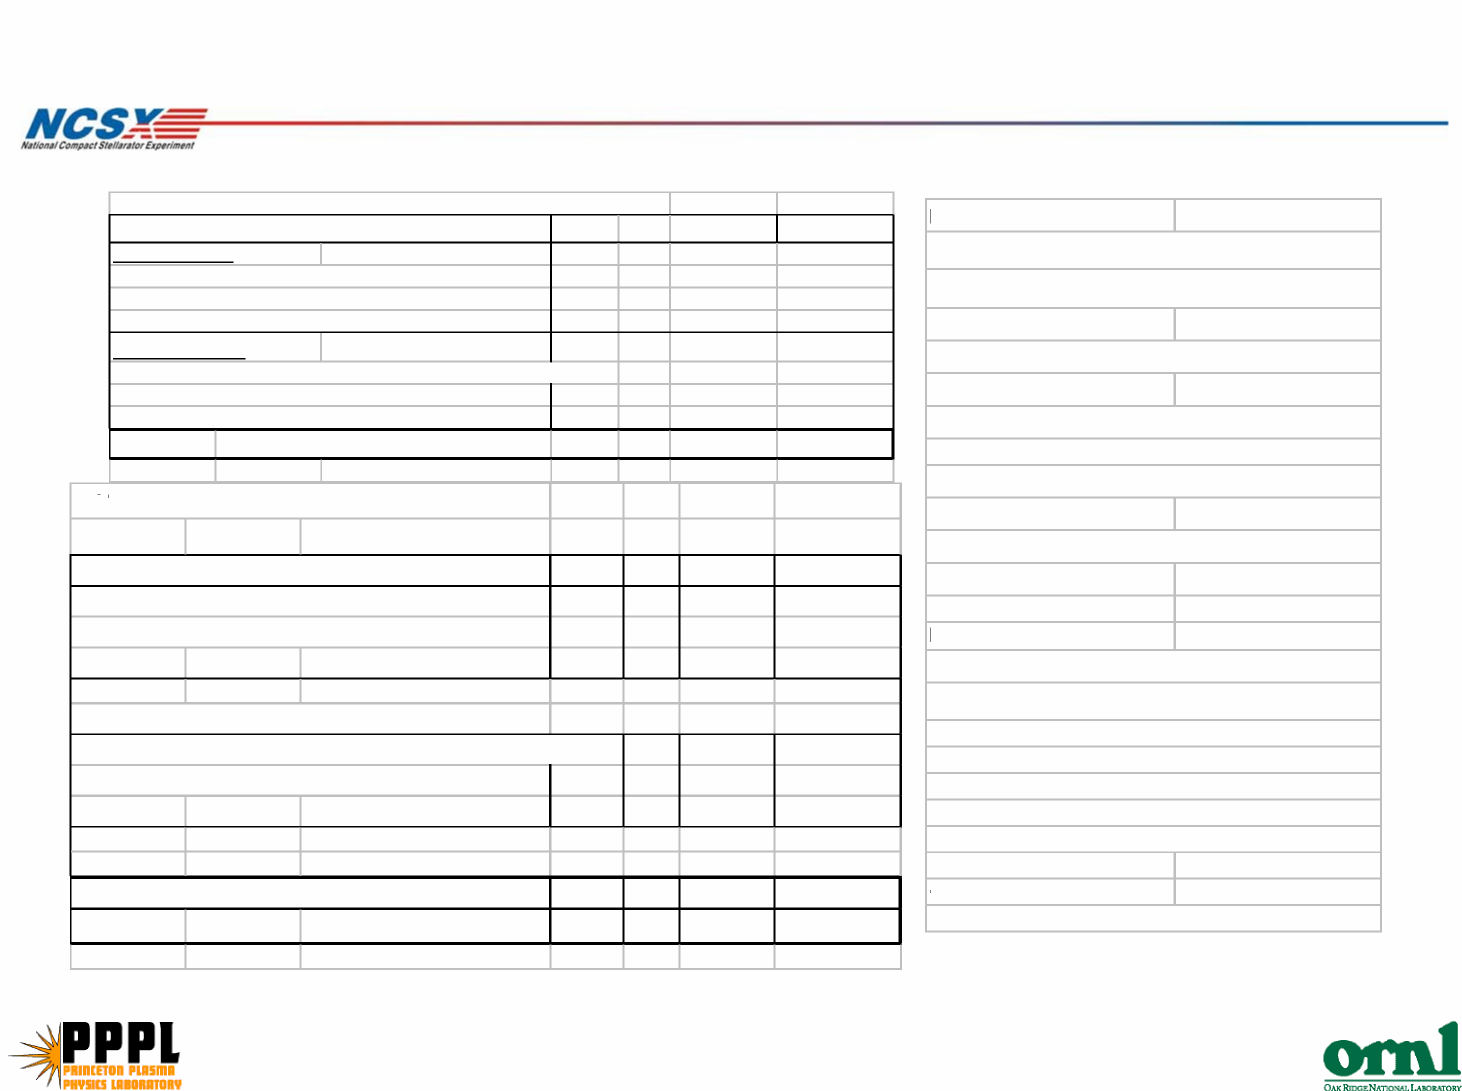 NCSX
National Compact Stellarator Experiment
PPPL
PRINCETON PLASMA
PHYSICS LABORATORY
ornl
OAK RIDGE NATIONAL LABORATORY